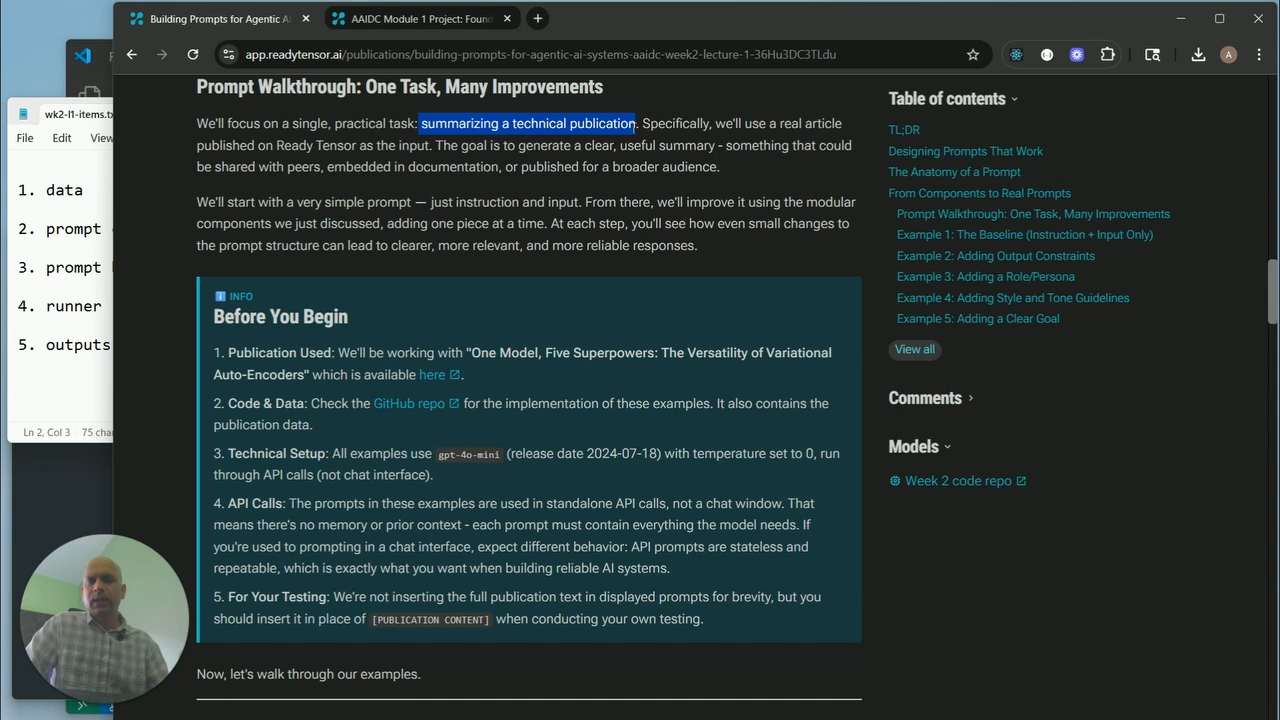 Building Prompts for Agentic AI
AAIDC Module 1 Project: Found
app.readytensor.ai/publications/building-prompts-for-agentic-ai-systems-aaidc-week2-lecture-1-36Hu3DC3TLdu
A
wk2-l1-items.tx
File Edit View
1. data
2. prompt
3. prompt
4. runner
5. outputs
Ln 2, Col 3 75 char
Prompt Walkthrough: One Task, Many Improvements
We'll focus on a single, practical task: summarizing a technical publication. Specifically, we'll use a real article
published on Ready Tensor as the input. The goal is to generate a clear, useful summary - something that could
be shared with peers, embedded in documentation, or published for a broader audience.
We'll start with a very simple prompt — just instruction and input. From there, we'll improve it using the modular
components we just discussed, adding one piece at a time. At each step, you'll see how even small changes to
the prompt structure can lead to clearer, more relevant, and more reliable responses.
INFO
Before You Begin
1. Publication Used: We'll be working with "One Model, Five Superpowers: The Versatility of Variational
Auto-Encoders" which is available here.
2. Code & Data: Check the GitHub repo for the implementation of these examples. It also contains the
publication data.
3. Technical Setup: All examples use gpt-4o-mini (release date 2024-07-18) with temperature set to 0, run
through API calls (not chat interface).
4. API Calls: The prompts in these examples are used in standalone API calls, not a chat window. That
means there's no memory or prior context - each prompt must contain everything the model needs. If
you're used to prompting in a chat interface, expect different behavior: API prompts are stateless and
repeatable, which is exactly what you want when building reliable AI systems.
5. For Your Testing: We're not inserting the full publication text in displayed prompts for brevity, but you
should insert it in place of [PUBLICATION CONTENT] when conducting your own testing.
Now, let's walk through our examples.
Table of contents
TL;DR
Designing Prompts That Work
The Anatomy of a Prompt
From Components to Real Prompts
Prompt Walkthrough: One Task, Many Improvements
Example 1: The Baseline (Instruction + Input Only)
Example 2: Adding Output Constraints
Example 3: Adding a Role/Persona
Example 4: Adding Style and Tone Guidelines
Example 5: Adding a Clear Goal
View all
Comments
Models
Week 2 code repo